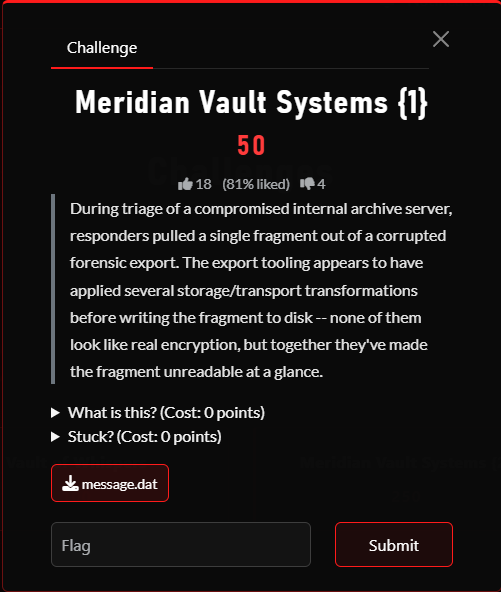 Challenge
Meridian Vault Systems {1}
50
18 (81% liked) 4
During triage of a compromised internal archive server,
responders pulled a single fragment out of a corrupted
forensic export. The export tooling appears to have
applied several storage/transport transformations
before writing the fragment to disk -- none of them
look like real encryption, but together they've made
the fragment unreadable at a glance.
What is this? (Cost: 0 points)
Stuck? (Cost: 0 points)
message.dat
Flag
Submit